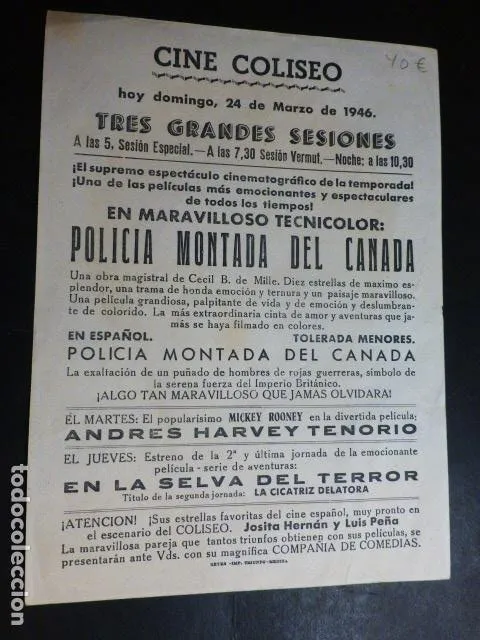 40 €
CINE COLISEO
hoy domingo, 24 de Marzo de 1946.
TRES GRANDES SESIONES
A las 5, Sesión Especial.—A las 7,30 Sesión Vermut.—Noche: a las 10,30
¡El supremo espectáculo cinematográfico de la temporada!
¡Una de las películas más emocionantes y espectaculares
de todos los tiempos!
EN MARAVILLOSO TECNICOLOR:
POLICIA MONTADA DEL CANADA
Una obra magistral de Cecil B. de Mille. Diez estrellas de maximo es-
plendor, una trama de honda emoción y ternura y un paisaje maravilloso.
Una película grandiosa, palpitante de vida y de emoción y deslumbran-
te de colorido. La más extraordinaria cinta de amor y aventuras que ja-
más se haya filmado en colores.
EN ESPAÑOL. TOLERADA MENORES.
POLICIA MONTADA DEL CANADA
La exaltación de un puñado de hombres de rojas guerreras, símbolo de
la serena fuerza del Imperio Británico.
¡ALGO TAN MARAVILLOSO QUE JAMAS OLVIDARA!
EL MARTES: El popularísimo MICKEY ROONEY en la divertida película;
ANDRES HARVEY TENORIO
EL JUEVES: Estreno de la 2ª y última jornada de la emocionante
película - serie de aventuras:
EN LA SELVA DEL TERROR
Título de la segunda jornada: LA CICATRIZ DELATORA
¡ATENCION! ¡Sus estrellas favoritas del cine español, muy pronto en
el escenario del COLISEO. Josita Hernán y Luis Peña
La maravillosa pareja que tantos triunfos obtienen con sus películas, se
presentarán ante Vds. con su magnífica COMPAÑIA DE COMEDIAS.
REYES -IMP. TRIUNFO-MEDINA
todocoleccion